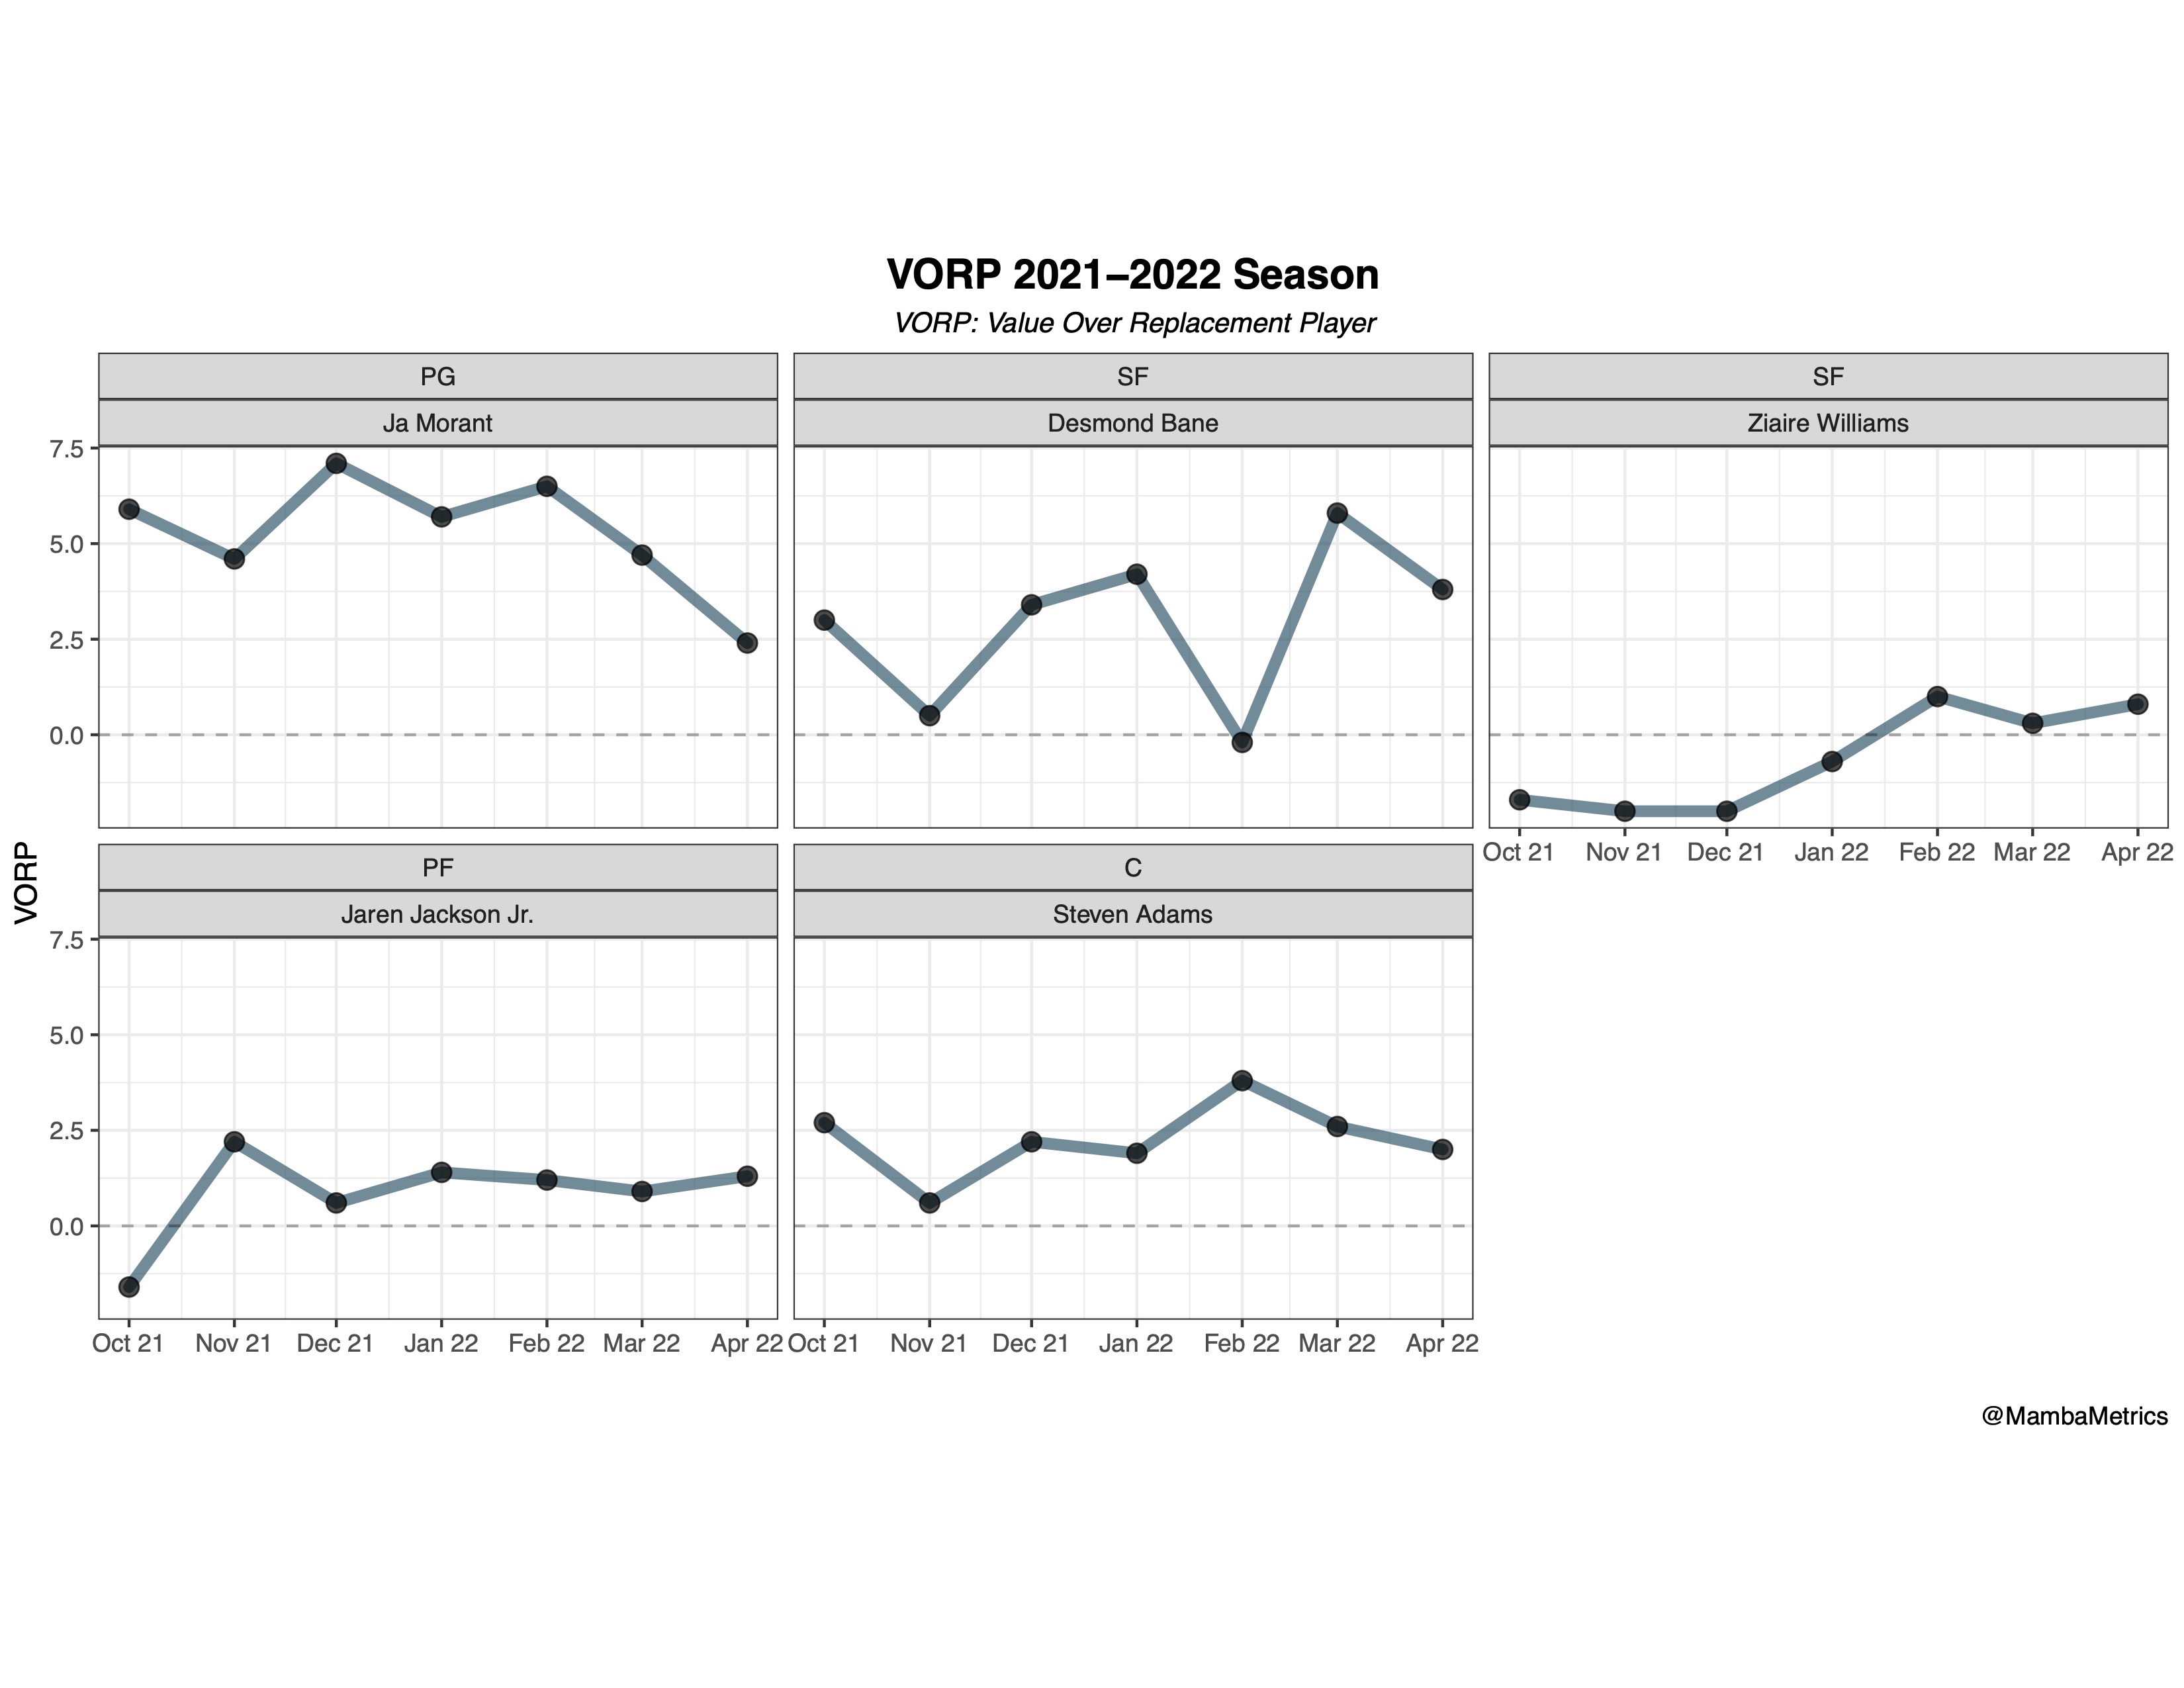 VORP 2021–2022 Season
VORP: Value Over Replacement Player
PG
Ja Morant
SF
Desmond Bane
SF
Ziaire Williams
7.5
5.0
2.5
0.0
Oct 21 Nov 21 Dec 21 Jan 22 Feb 22 Mar 22 Apr 22
VORP
PF
Jaren Jackson Jr.
C
Steven Adams
7.5
5.0
2.5
0.0
Oct 21 Nov 21 Dec 21 Jan 22 Feb 22 Mar 22 Apr 22
Oct 21 Nov 21 Dec 21 Jan 22 Feb 22 Mar 22 Apr 22
@MambaMetrics